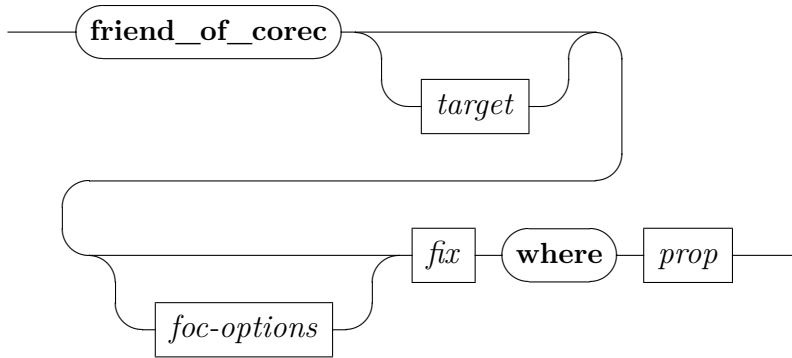 friend_of_corec
target
fix where prop
foc-options